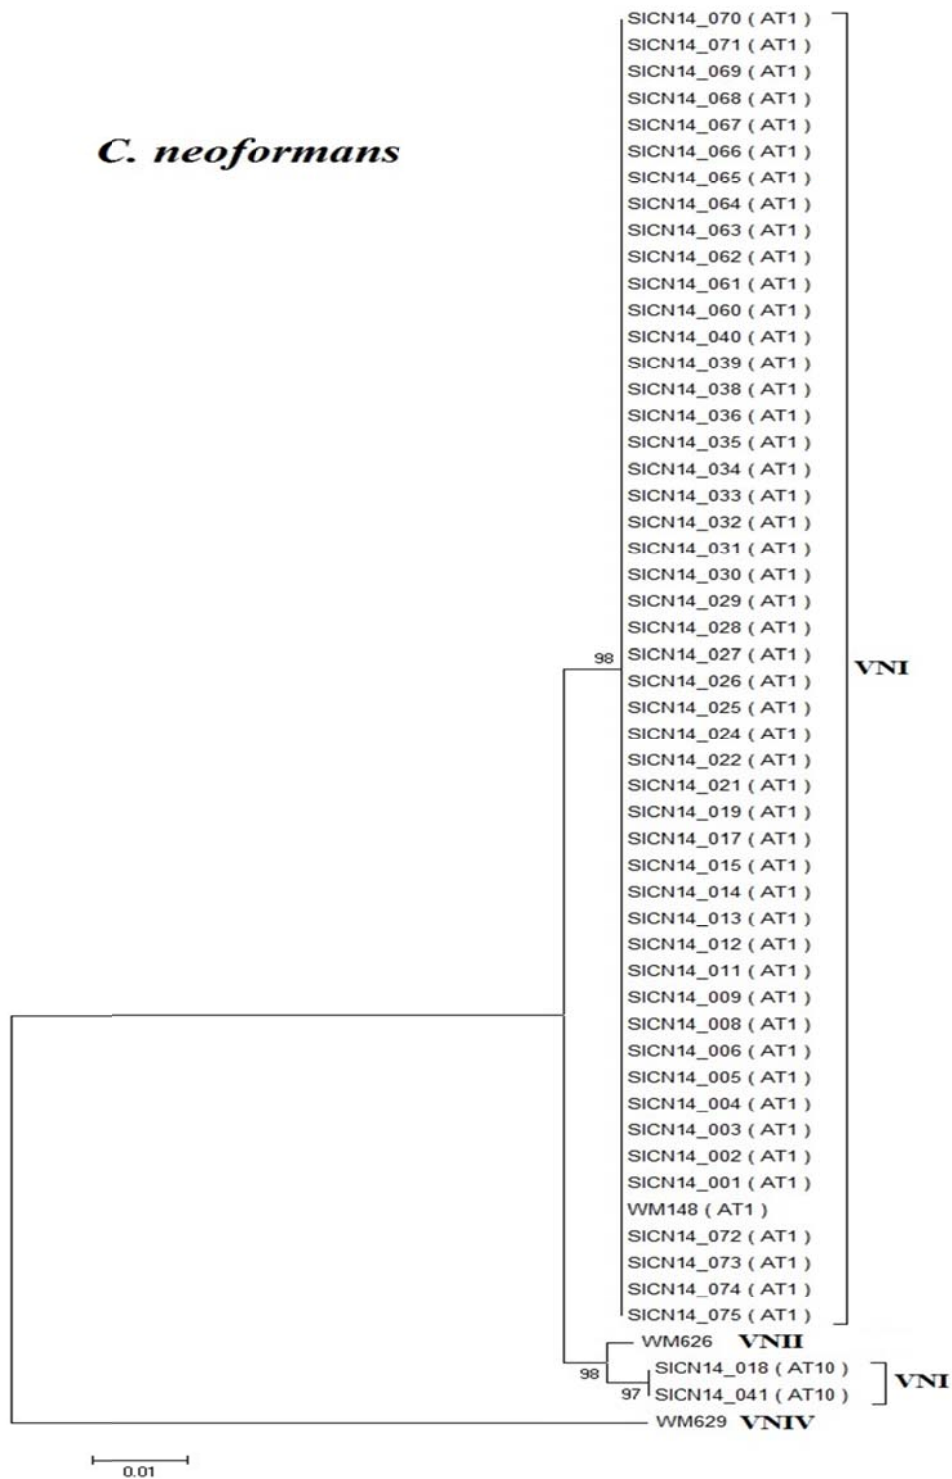 SICN14_070 ( AT1 )
SICN14_071 ( AT1 )
SICN14_069 ( AT1 )
SICN14_068 ( AT1 )
SICN14_067 ( AT1 )
C. neoformans
SICN14_066 ( AT1 )
SICN14_065 ( AT1 )
SICN14_064 ( AT1 )
SICN14_063 ( AT1 )
SICN14_062 ( AT1 )
SICN14_061 ( AT1 )
SICN14_060 ( AT1 )
SICN14_040 ( AT1 )
SICN14_039 ( AT1 )
SICN14_038 ( AT1 )
SICN14_036 ( AT1 )
SICN14_035 ( AT1 )
SICN14_034 ( AT1 )
SICN14_033 ( AT1 )
SICN14_032 ( AT1 )
SICN14_031 ( AT1 )
SICN14_030 ( AT1 )
SICN14_029 ( AT1 )
SICN14_028 ( AT1 )
98 SICN14_027 ( AT1 ) VNI
SICN14_026 ( AT1 )
SICN14_025 ( AT1 )
SICN14_024 ( AT1 )
SICN14_022 ( AT1 )
SICN14_021 ( AT1 )
SICN14_019 ( AT1 )
SICN14_017 ( AT1 )
SICN14_015 ( AT1 )
SICN14_014 ( AT1 )
SICN14_013 ( AT1 )
SICN14_012 ( AT1 )
SICN14_011 ( AT1 )
SICN14_009 ( AT1 )
SICN14_008 ( AT1 )
SICN14_006 ( AT1 )
SICN14_005 ( AT1 )
SICN14_004 ( AT1 )
SICN14_003 ( AT1 )
SICN14_002 ( AT1 )
SICN14_001 ( AT1 )
WM148 ( AT1 )
SICN14_072 ( AT1 )
SICN14_073 ( AT1 )
SICN14_074 ( AT1 )
SICN14_075 ( AT1 )
WM626 VNII
98 SICN14_018 ( AT10 ) VNI
97 SICN14_041 ( AT10 )
WM629 VNIV
0.01